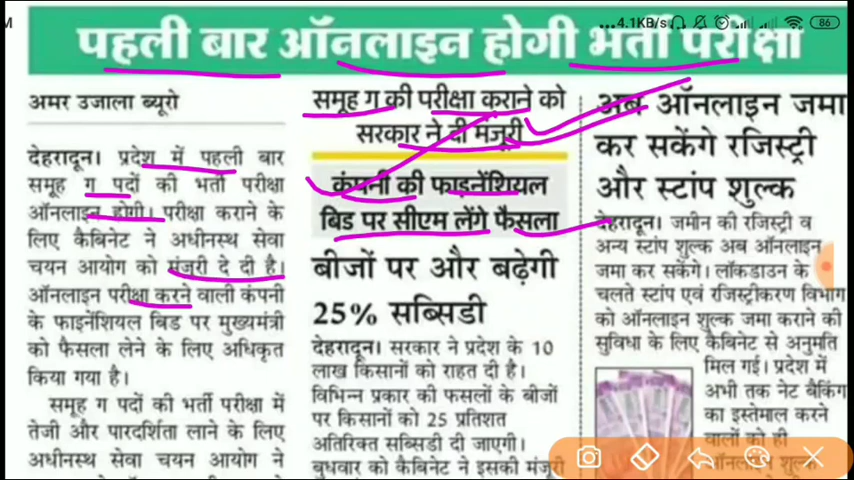 M
...4.1KB/s
86
पहली बार ऑनलाइन होगी भर्ती परीक्षा
अमर उजाला ब्यूरो
देहरादून। प्रदेश में पहली बार
समूह ग पदों की भर्ती परीक्षा
ऑनलाइन होगी। परीक्षा कराने के
लिए कैबिनेट ने अधीनस्थ सेवा
चयन आयोग को मंजूरी दे दी है।
ऑनलाइन परीक्षा करने वाली कंपनी
के फाइनेंशियल बिड पर मुख्यमंत्री
को फैसला लेने के लिए अधिकृत
किया गया है।
समूह ग पदों की भर्ती परीक्षा में
तेजी और पारदर्शिता लाने के लिए
अधीनस्थ सेवा चयन आयोग ने
समूह ग की परीक्षा कराने को
सरकार ने दी मंजूरी
कंपनी की फाइनेंशियल
बिड पर सीएम लेंगे फैसला
बीजों पर और बढ़ेगी
25% सब्सिडी
देहरादून। सरकार ने प्रदेश के 10
लाख किसानों को राहत दी है।
विभिन्न प्रकार की फसलों के बीजों
पर किसानों को 25 प्रतिशत
अतिरिक्त सब्सिडी दी जाएगी।
बुधवार को कैबिनेट ने इसकी मंजूरी
अब ऑनलाइन जमा
कर सकेंगे रजिस्ट्री
और स्टांप शुल्क
देहरादून। जमीन की रजिस्ट्री व
अन्य स्टांप शुल्क अब ऑनलाइन
जमा कर सकेंगे। लॉकडाउन के
चलते स्टांप एवं रजिस्ट्रीकरण विभाग
को ऑनलाइन शुल्क जमा कराने की
सुविधा के लिए कैबिनेट से अनुमति
मिल गई। प्रदेश में
अभी तक नेट बैंकिंग
का इस्तेमाल करने
वालों को ही
ऑनलाइन शुल्क